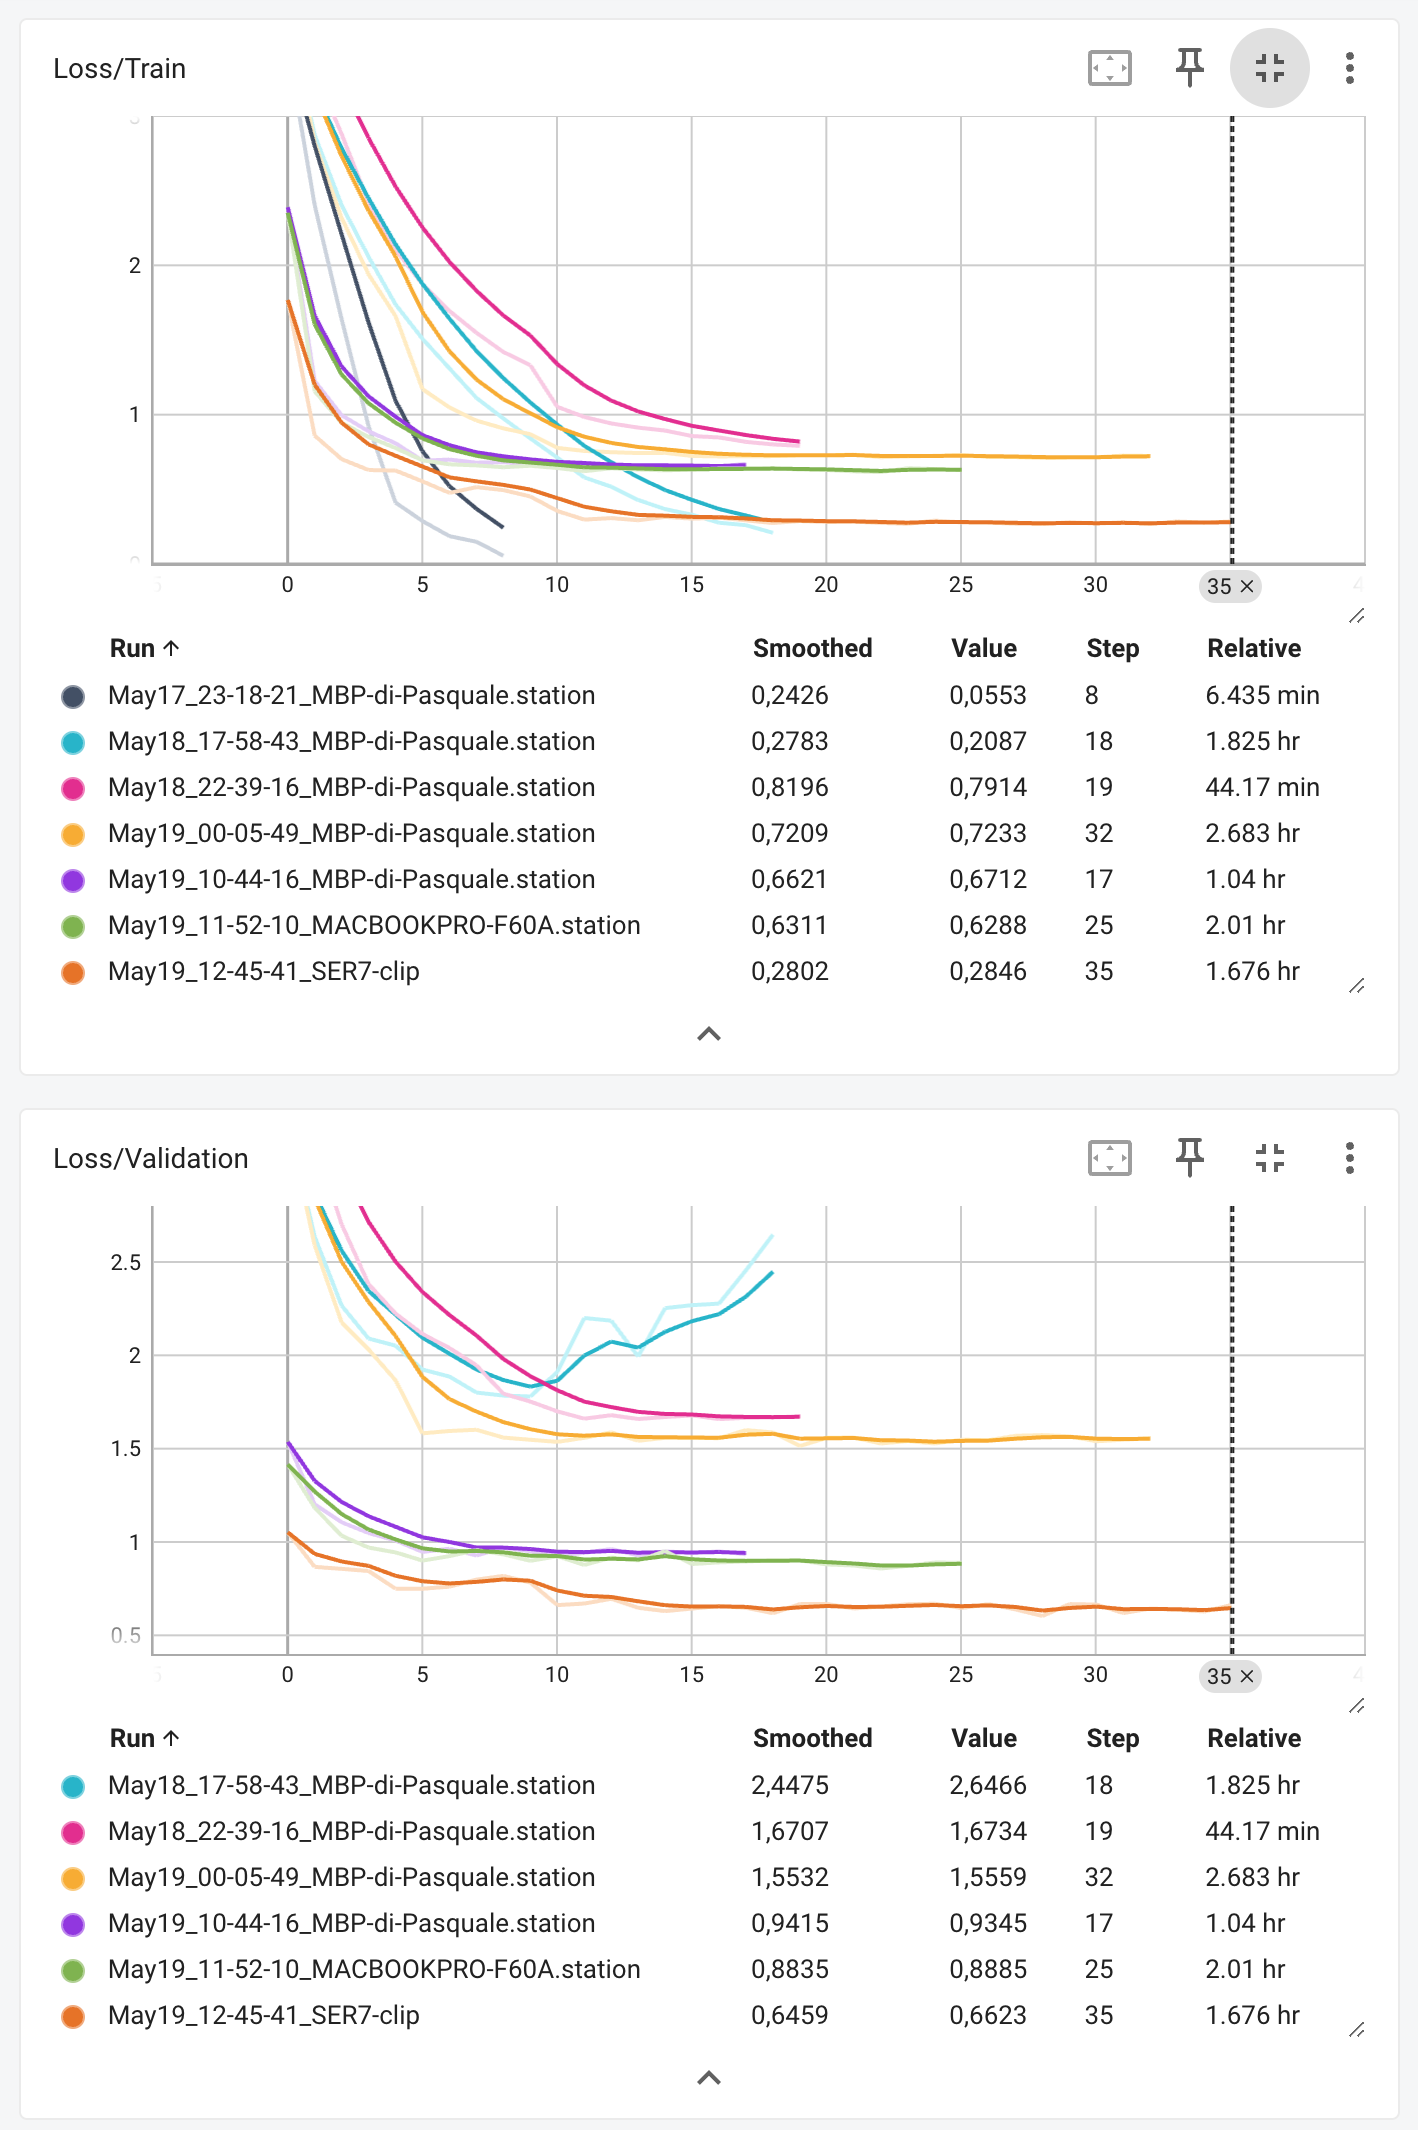 Loss/Train
2
1
0 5 10 15 20 25 30 35
Run Smoothed Value Step Relative
May17_23-18-21_MBP-di-Pasquale.station 0,2426 0,0553 8 6.435 min
May18_17-58-43_MBP-di-Pasquale.station 0,2783 0,2087 18 1.825 hr
May18_22-39-16_MBP-di-Pasquale.station 0,8196 0,7914 19 44.17 min
May19_00-05-49_MBP-di-Pasquale.station 0,7209 0,7233 32 2.683 hr
May19_10-44-16_MBP-di-Pasquale.station 0,6621 0,6712 17 1.04 hr
May19_11-52-10_MACBOOKPRO-F60A.station 0,6311 0,6288 25 2.01 hr
May19_12-45-41_SER7-clip 0,2802 0,2846 35 1.676 hr
Loss/Validation
2.5
2
1.5
1
0.5
0 5 10 15 20 25 30 35
Run Smoothed Value Step Relative
May18_17-58-43_MBP-di-Pasquale.station 2,4475 2,6466 18 1.825 hr
May18_22-39-16_MBP-di-Pasquale.station 1,6707 1,6734 19 44.17 min
May19_00-05-49_MBP-di-Pasquale.station 1,5532 1,5559 32 2.683 hr
May19_10-44-16_MBP-di-Pasquale.station 0,9415 0,9345 17 1.04 hr
May19_11-52-10_MACBOOKPRO-F60A.station 0,8835 0,8885 25 2.01 hr
May19_12-45-41_SER7-clip 0,6459 0,6623 35 1.676 hr